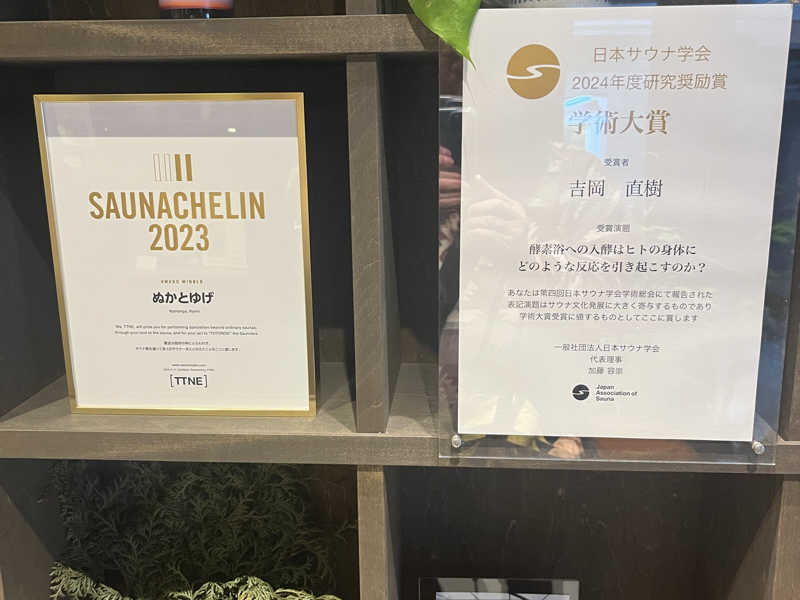 SAUNACHELIN
2023
AWARD WINNER
ぬかとゆげ
[TTNE]
日本サウナ学会
2024年度研究奨励賞
学術大賞
受賞者
吉岡 直樹
受賞演題
酵素浴への入酵はヒトの身体に
どのような反応を引き起こすのか？
あなたは第四回日本サウナ学会学術総会にて報告された
表記演題はサウナ文化発展に大きく寄与するものであり
学術大賞受賞に値するものとしてここに賞します
一般社団法人日本サウナ学会
代表理事
加藤 容崇
Japan
Association of
Sauna